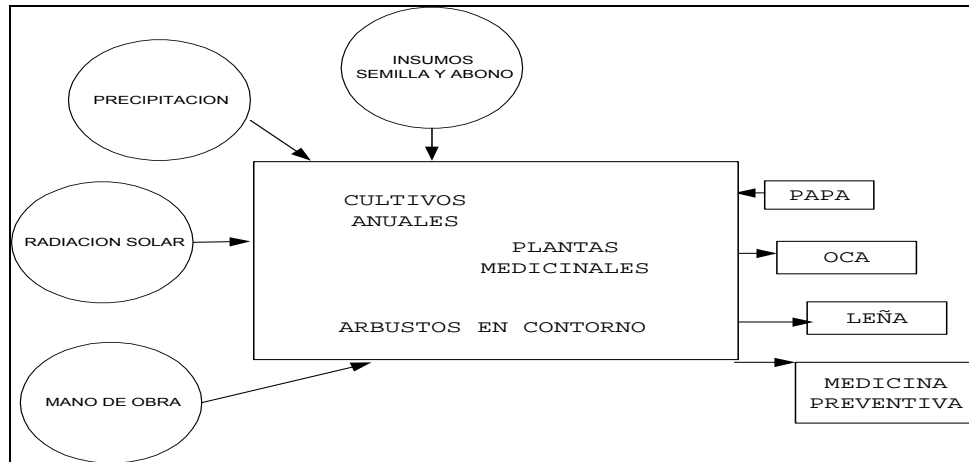 INSUMOS
SEMILLA Y ABONO
PRECIPITACION
RADIACION SOLAR
MANO DE OBRA
CULTIVOS
ANUALES
PLANTAS
MEDICINALES
ARBUSTOS EN CONTORNO
PAPA
OCA
LEÑA
MEDICINA
PREVENTIVA